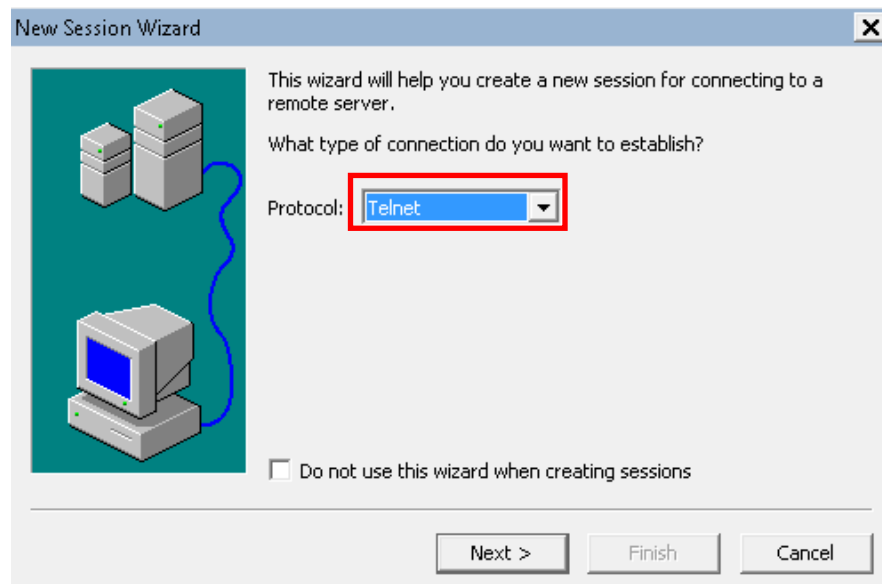 New Session Wizard
This wizard will help you create a new session for connecting to a
remote server.
What type of connection do you want to establish?
Protocol: Telnet
Do not use this wizard when creating sessions
Next > Finish Cancel